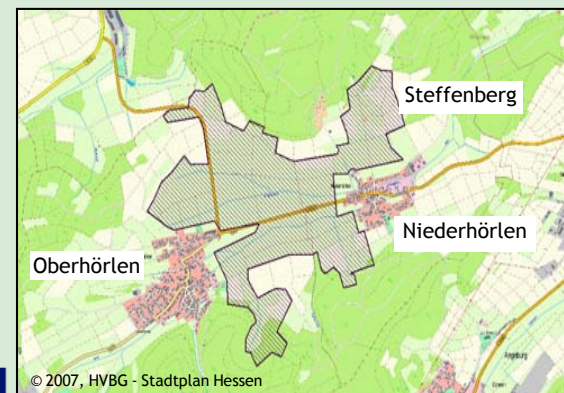 Steffenberg
Niederhörlen
Oberhörlen
© 2007, HVBG - Stadtplan Hessen